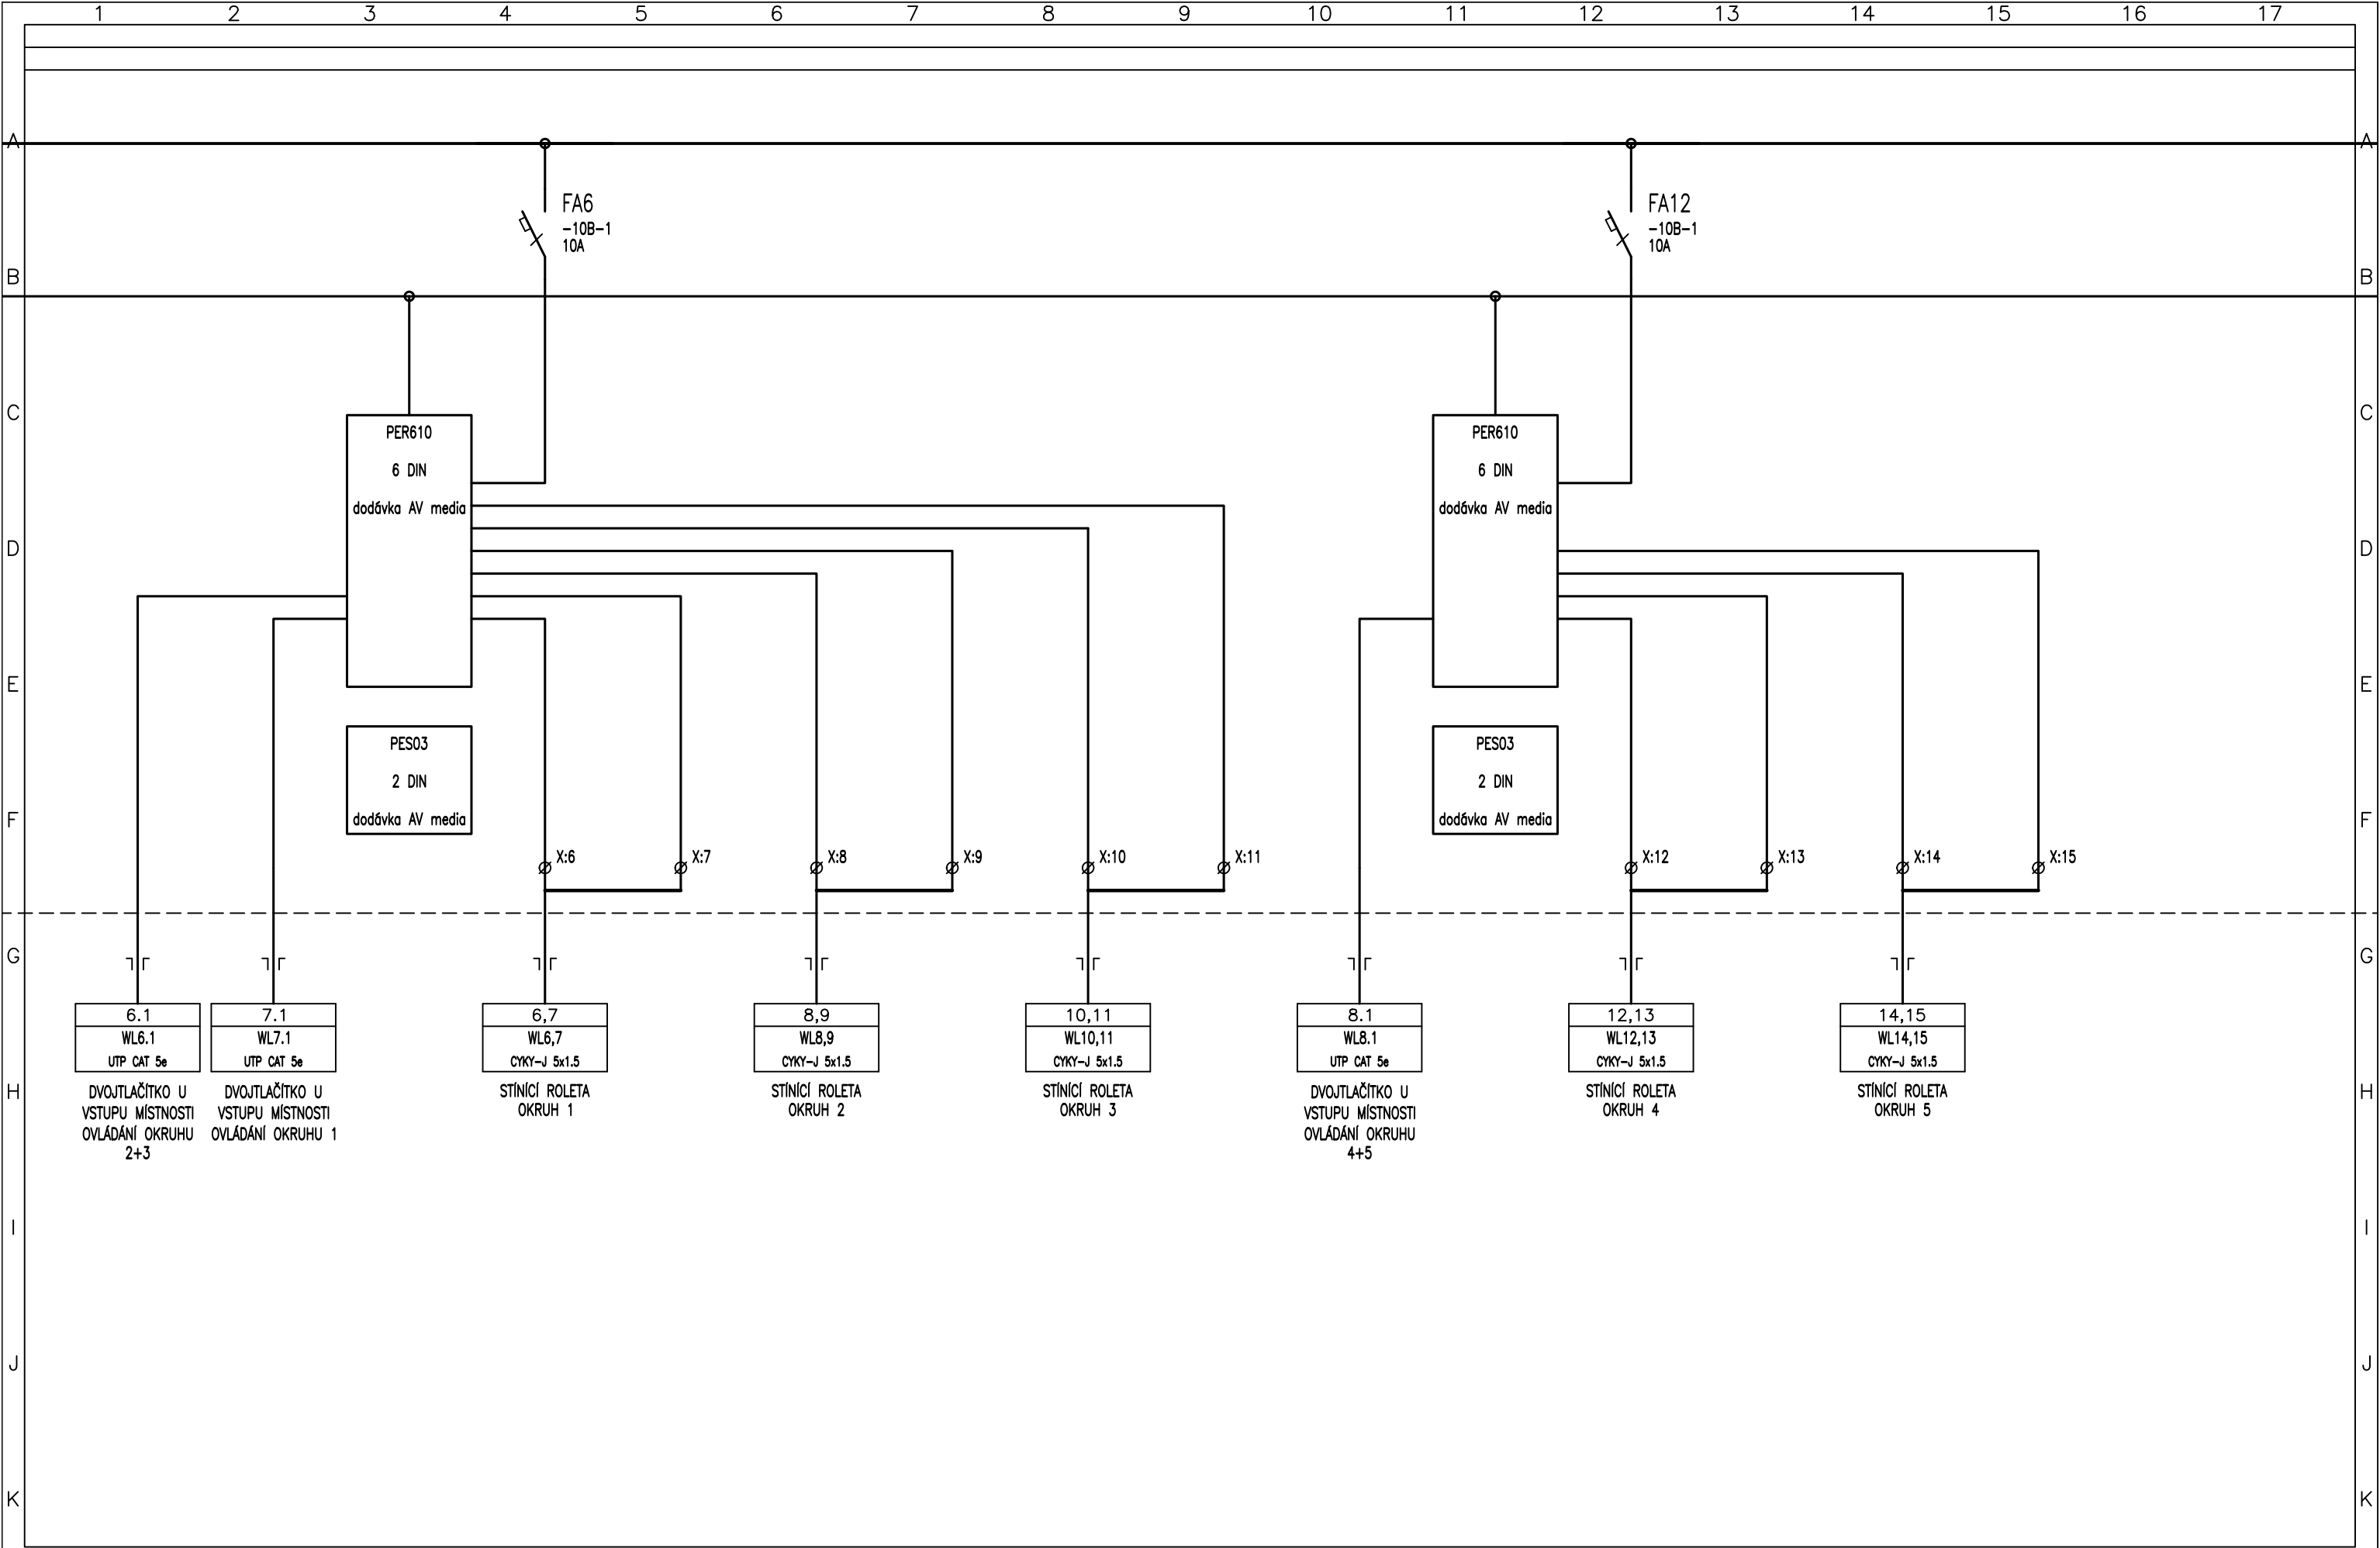 1 2 3 4 5 6 7 8 9 10 11 12 13 14 15 16 17
A A
FA6
-10B-1
10A
FA12
-10B-1
10A
B B
C C
PER610
6 DIN
dodávka AV media
PER610
6 DIN
dodávka AV media
D D
E E
PES03
2 DIN
dodávka AV media
PES03
2 DIN
dodávka AV media
F F
X:6 X:7 X:8 X:9 X:10 X:11 X:12 X:13 X:14 X:15
G G
6.1
WL6.1
UTP CAT 5e
DVOJTLAČÍTKO U
VSTUPU MÍSTNOSTI
OVLÁDÁNÍ OKRUHU
2+3
7.1
WL7.1
UTP CAT 5e
DVOJTLAČÍTKO U
VSTUPU MÍSTNOSTI
OVLÁDÁNÍ OKRUHU 1
6,7
WL6,7
CYKY-J 5x1.5
STÍNÍCÍ ROLETA
OKRUH 1
8,9
WL8,9
CYKY-J 5x1.5
STÍNÍCÍ ROLETA
OKRUH 2
10,11
WL10,11
CYKY-J 5x1.5
STÍNÍCÍ ROLETA
OKRUH 3
8.1
WL8.1
UTP CAT 5e
DVOJTLAČÍTKO U
VSTUPU MÍSTNOSTI
OVLÁDÁNÍ OKRUHU
4+5
12,13
WL12,13
CYKY-J 5x1.5
STÍNÍCÍ ROLETA
OKRUH 4
14,15
WL14,15
CYKY-J 5x1.5
STÍNÍCÍ ROLETA
OKRUH 5
H H
I I
J J
K K